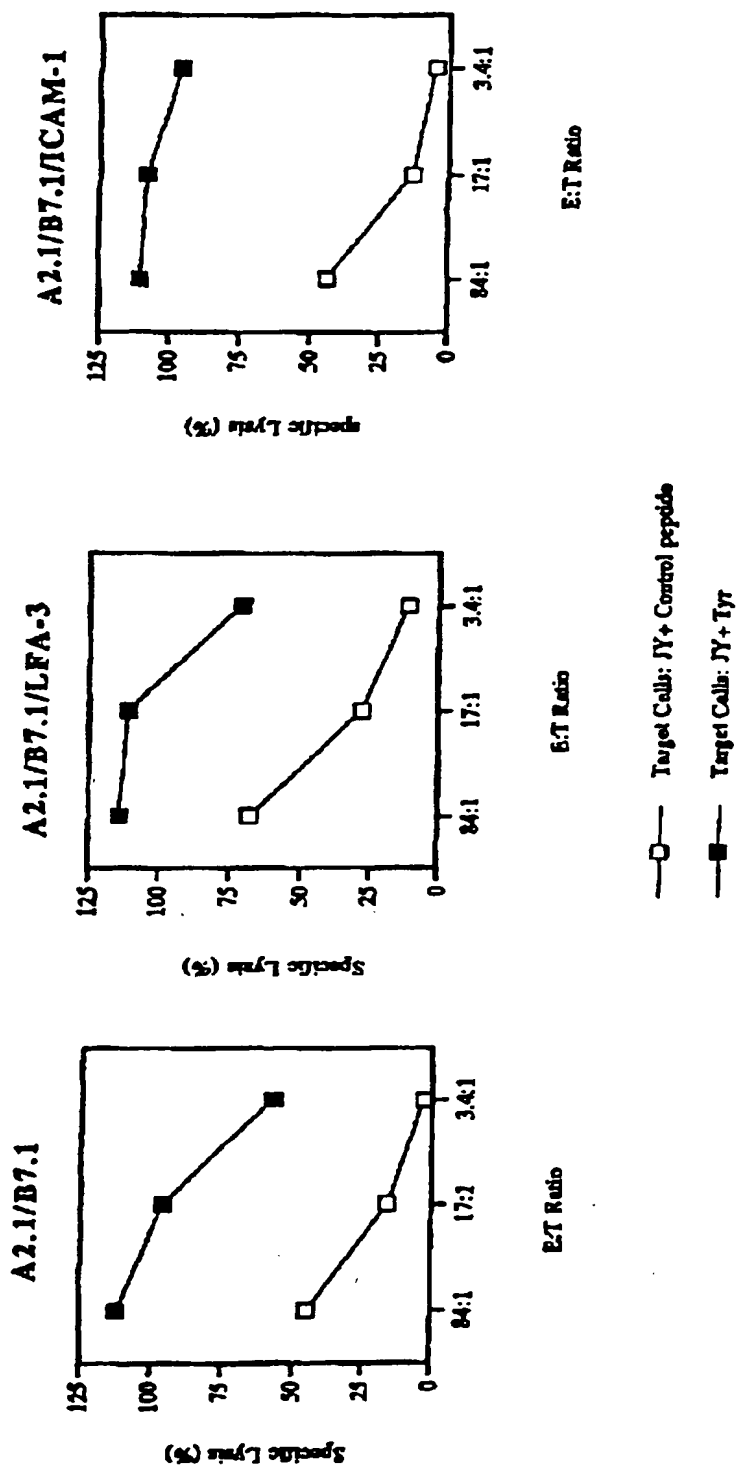 A2.1/B7.1
Specific Lysis (%)
125
100
75
50
25
0
84:1
17:1
3.4:1
E:T Ratio
A2.1/B7.1/LFA-3
Specific Lysis (%)
125
100
75
50
25
0
84:1
17:1
3.4:1
E:T Ratio
A2.1/B7.1/ICAM-1
specific Lysis (%)
125
100
75
50
25
0
84:1
17:1
3.4:1
E:T Ratio
Target Calls: JY+ Control peptide
Target Calls: JY+ Tyr